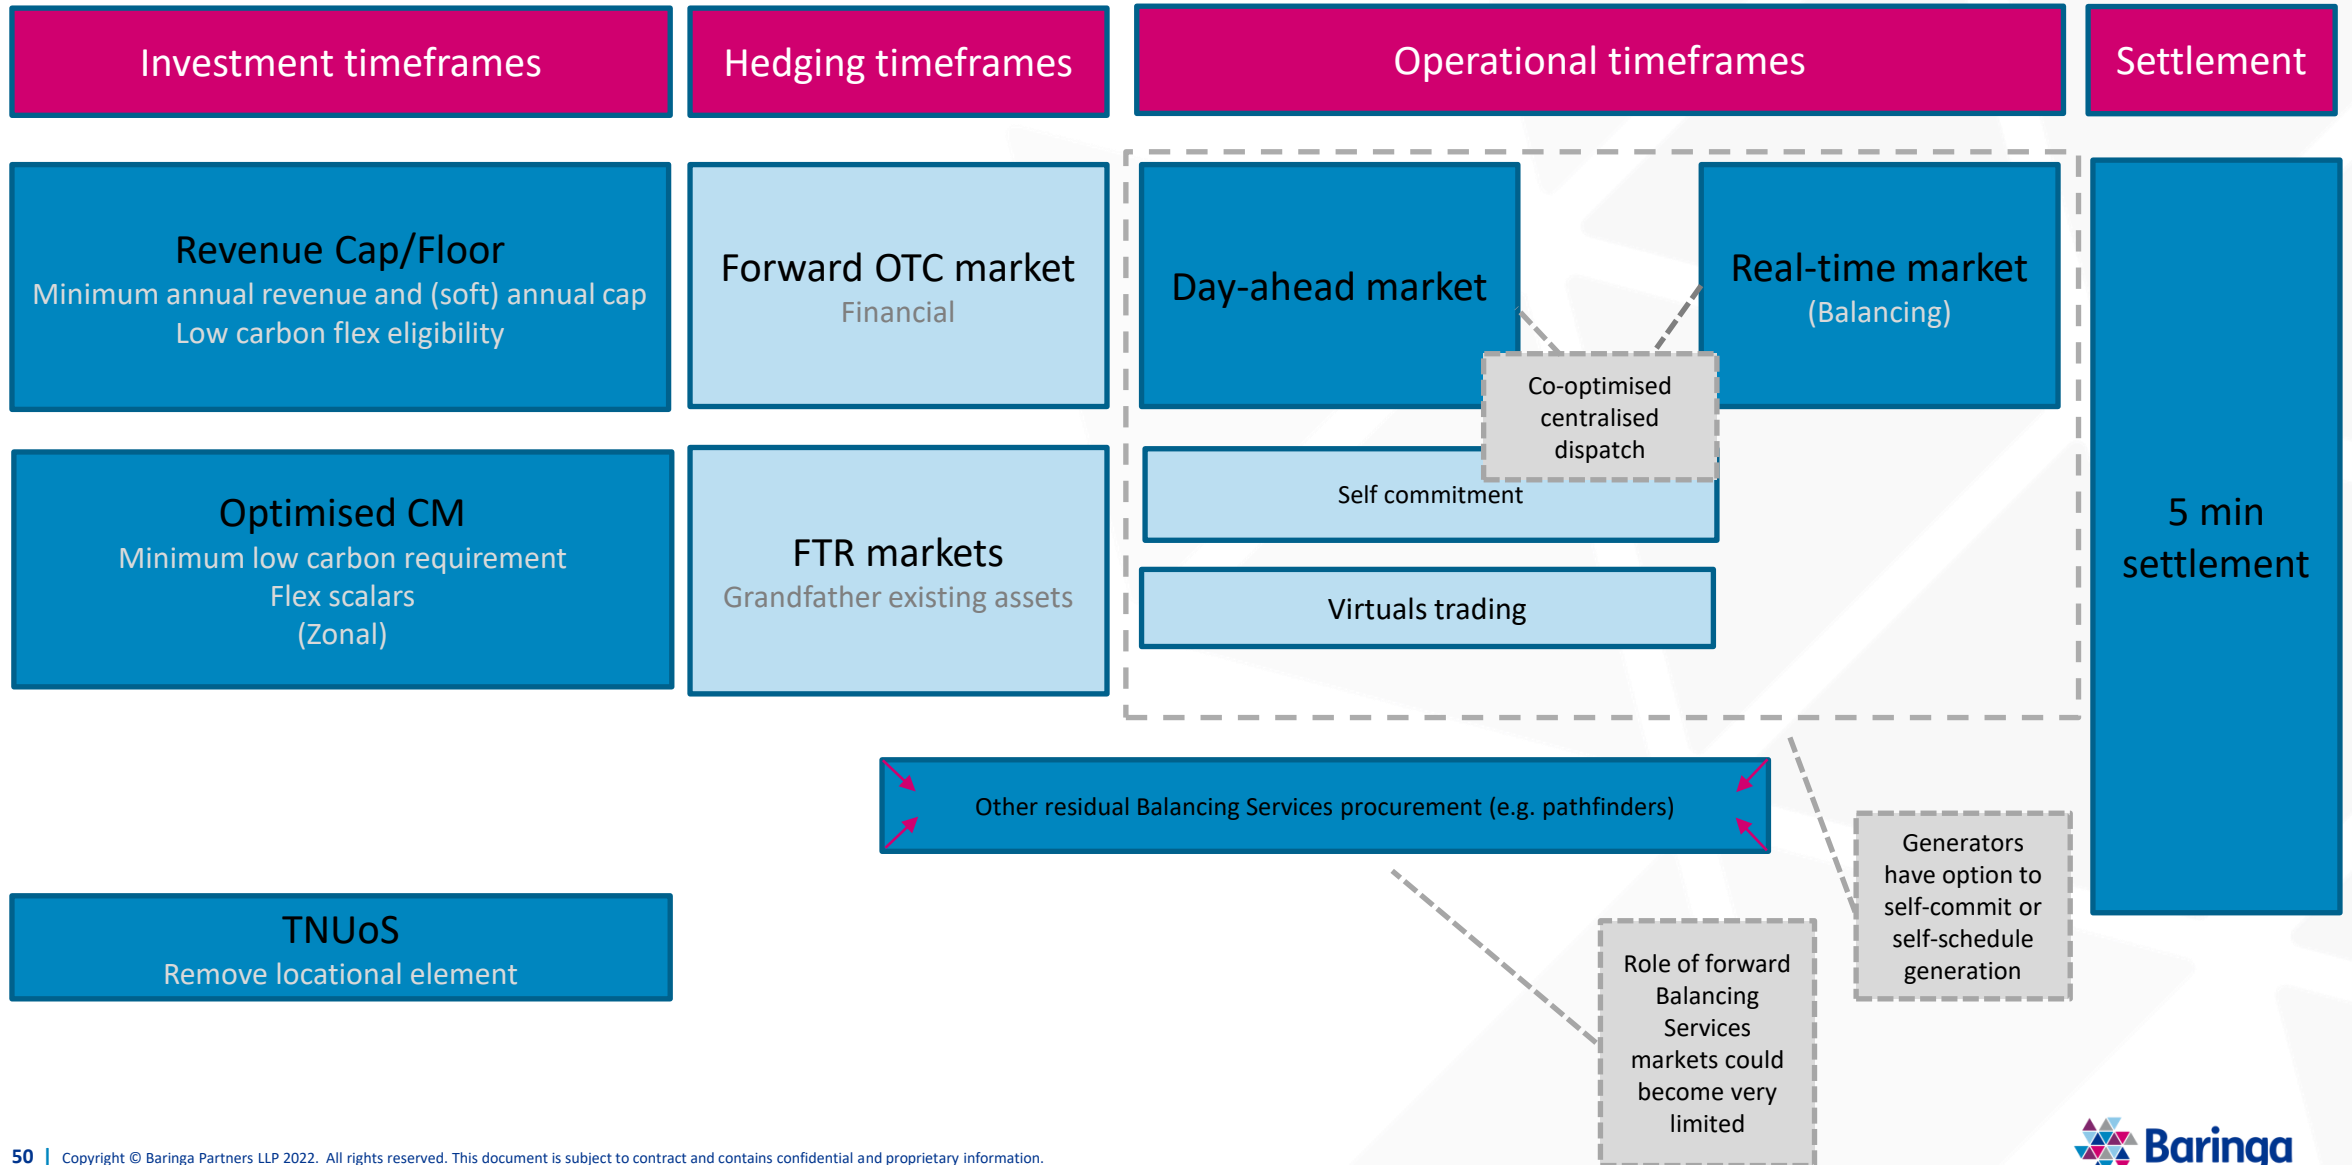 Investment timeframes
Hedging timeframes
Operational timeframes
Settlement
Revenue Cap/Floor
Minimum annual revenue and (soft) annual cap
Low carbon flex eligibility
Forward OTC market
Financial
Day-ahead market
Real-time market
(Balancing)
Co-optimised
centralised
dispatch
Optimised CM
Minimum low carbon requirement
Flex scalars
(Zonal)
FTR markets
Grandfather existing assets
Self commitment
Virtuals trading
5 min
settlement
Other residual Balancing Services procurement (e.g. pathfinders)
Generators
have option to
self-commit or
self-schedule
generation
TNUoS
Remove locational element
Role of forward
Balancing
Services
markets could
become very
limited
50 | Copyright © Baringa Partners LLP 2022. All rights reserved. This document is subject to contract and contains confidential and proprietary information.
Baringa